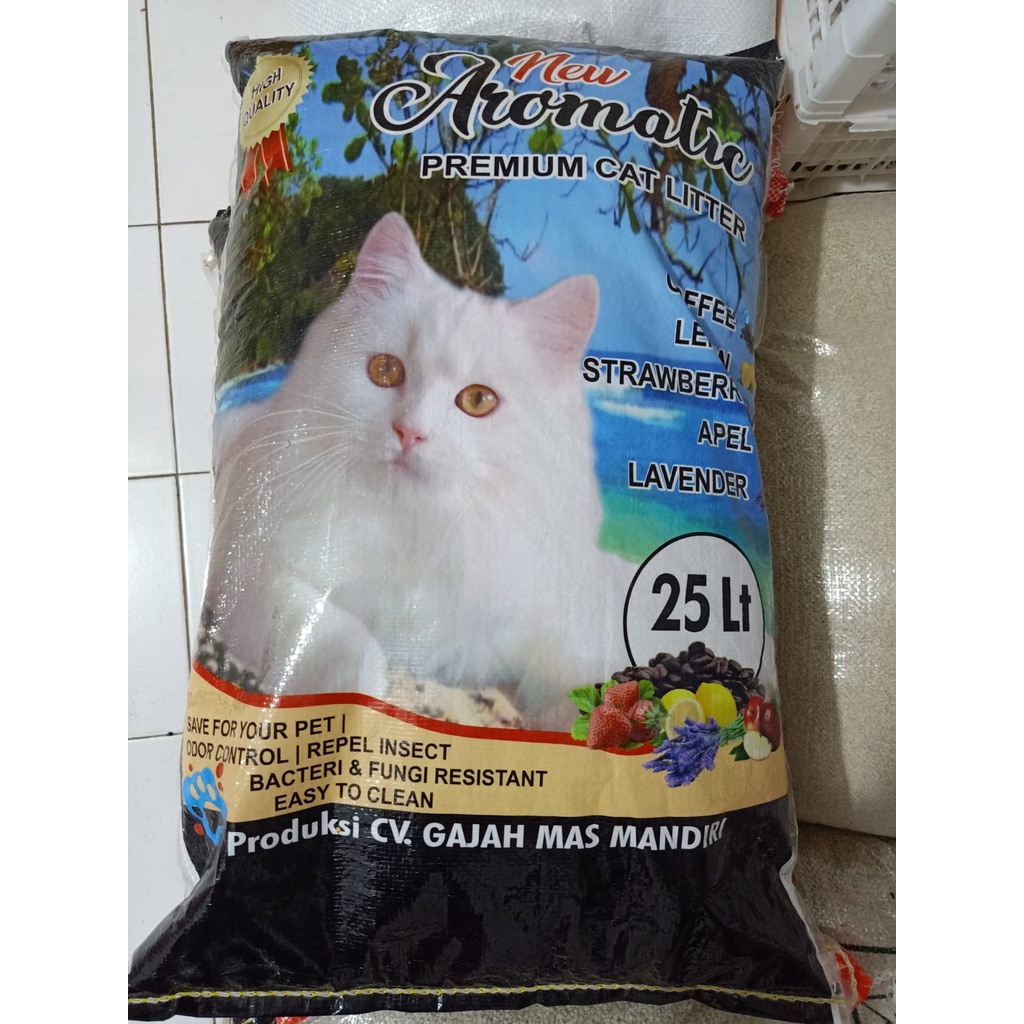 HIGH
QUALITY
New
Aromatic
PREMIUM CAT LITTER
STRAWBERR
APEL
LAVENDER
25 Lt
SAVE FOR YOUR PET |
ODOR CONTROL | REPEL INSECT
BACTERI & FUNGI RESISTANT
EASY TO CLEAN
Produksi CV. GAJAH MAS MANDIRI